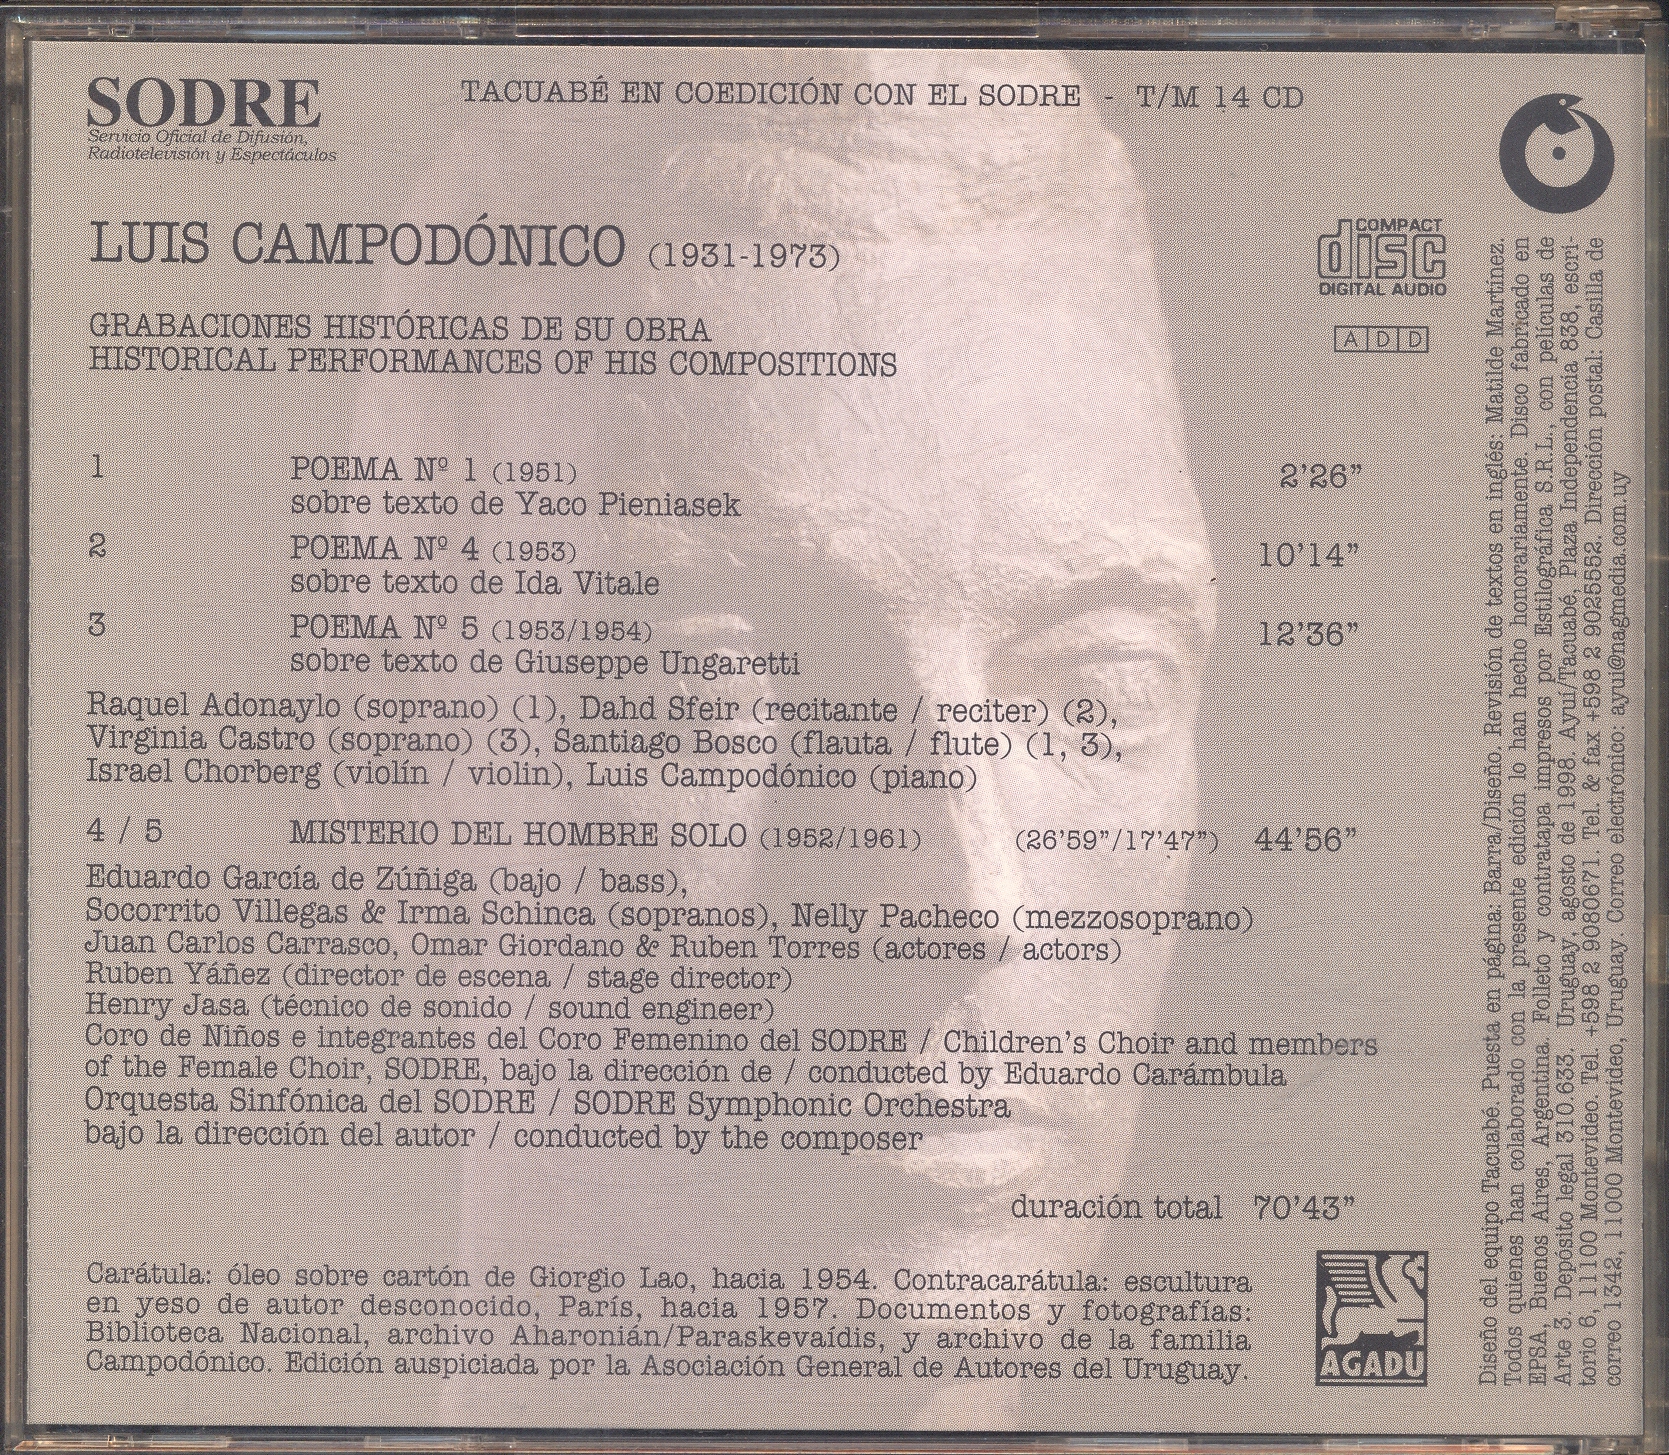 SODRE
Servicio Oficial de Difusión,
Radiotelevisión y Espectáculos
TACUABÉ EN COEDICIÓN CON EL SODRE - T/M 14 CD
LUIS CAMPODÓNICO (1931-1973)
COMPACT
disc
DIGITAL AUDIO
A D D
GRABACIONES HISTÓRICAS DE SU OBRA
HISTORICAL PERFORMANCES OF HIS COMPOSITIONS
1 POEMA Nº 1 (1951) 2'26"
sobre texto de Yaco Pieniasek
2 POEMA Nº 4 (1953) 10'14"
sobre texto de Ida Vitale
3 POEMA Nº 5 (1953/1954) 12'36"
sobre texto de Giuseppe Ungaretti
Raquel Adonaylo (soprano) (1), Dahd Sfeir (recitante / reciter) (2),
Virginia Castro (soprano) (3), Santiago Bosco (flauta / flute) (1, 3),
Israel Chorberg (violín / violin), Luis Campodónico (piano)
4 / 5 MISTERIO DEL HOMBRE SOLO (1952/1961) (26'59"/17'47") 44'56"
Eduardo García de Zúñiga (bajo / bass),
Socorrito Villegas & Irma Schinca (sopranos), Nelly Pacheco (mezzosoprano)
Juan Carlos Carrasco, Omar Giordano & Ruben Torres (actores / actors)
Ruben Yáñez (director de escena / stage director)
Henry Jasa (técnico de sonido / sound engineer)
Coro de Niños e integrantes del Coro Femenino del SODRE / Children's Choir and members
of the Female Choir, SODRE, bajo la dirección de / conducted by Eduardo Carámbula
Orquesta Sinfónica del SODRE / SODRE Symphonic Orchestra
bajo la dirección del autor / conducted by the composer
duración total 70'43"
Carátula: óleo sobre cartón de Giorgio Lao, hacia 1954. Contracarátula: escultura
en yeso de autor desconocido, París, hacia 1957. Documentos y fotografías:
Biblioteca Nacional, archivo Aharonián/Paraskevaídis, y archivo de la familia
Campodónico. Edición auspiciada por la Asociación General de Autores del Uruguay.
AGADU
Diseño del equipo Tacuabé. Puesta en página: Barra/Diseño. Revisión de textos en inglés: Matilde Martínez.
Todos quienes han colaborado con la presente edición lo han hecho honorariamente. Disco fabricado en
EPSA, Buenos Aires, Argentina. Folleto y contratapa impresos por Estilográfica S.R.L., con películas de
Arte 3. Depósito legal 310.633. Uruguay, agosto de 1998. Ayuí/Tacuabé, Plaza Independencia 838, escri-
torio 6, 11100 Montevideo. Tel. +598 2 9080671. Tel. & fax +598 2 9025552. Dirección postal: Casilla de
correo 1342, 11000 Montevideo, Uruguay. Correo electrónico: ayui@nagmedia.com.uy